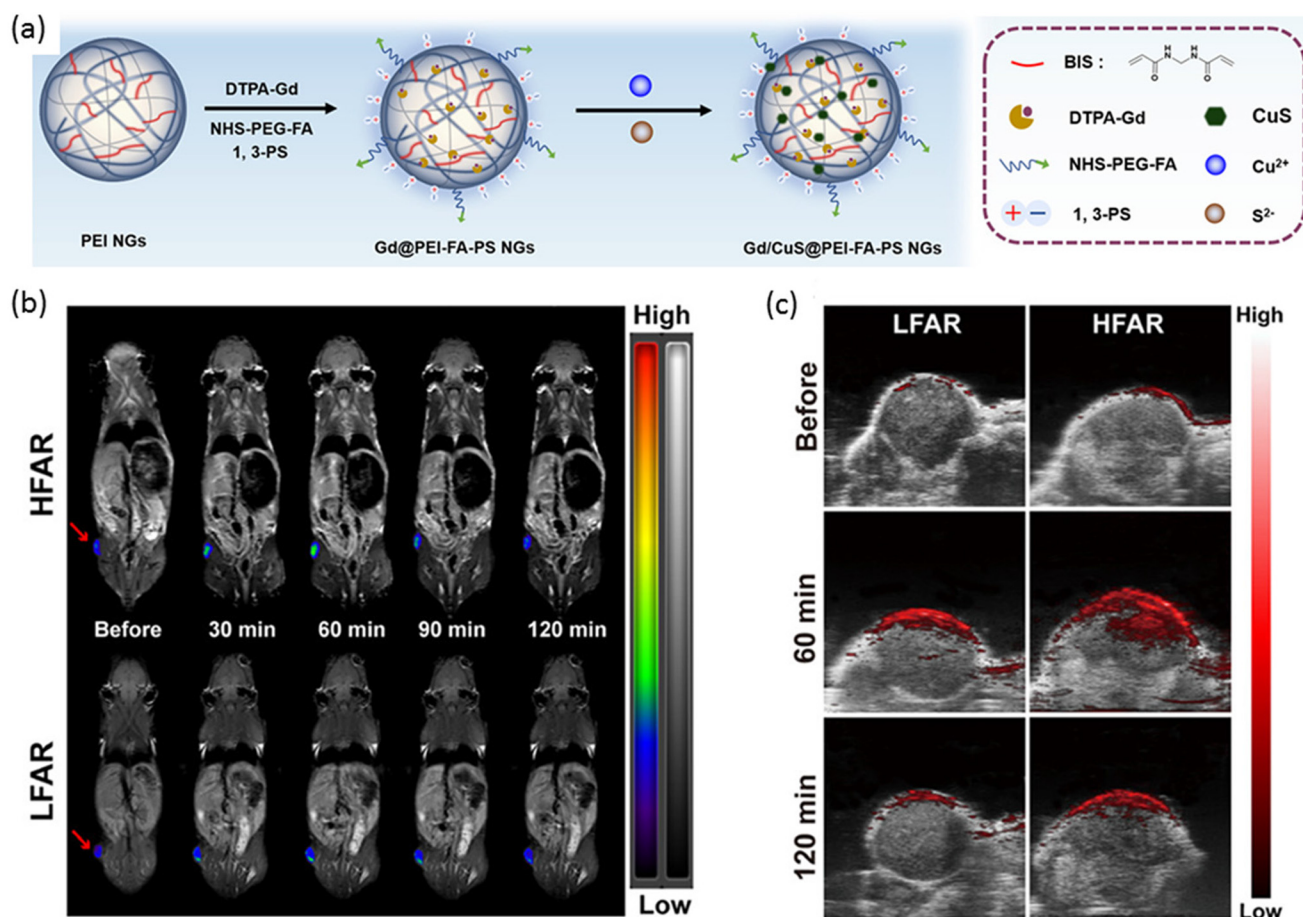 (a)
DTPA-Gd
NHS-PEG-FA
1, 3-PS
PEI NGs
Gd@PEI-FA-PS NGs
Gd/CuS@PEI-FA-PS NGs
BIS :
H
N
H
N
O
O
DTPA-Gd
CuS
NHS-PEG-FA
Cu²⁺
+ −
1, 3-PS
S²⁻
(b)
High
HFAR
Before
30 min
60 min
90 min
120 min
LFAR
Low
(c)
LFAR
HFAR
High
Before
60 min
120 min
Low